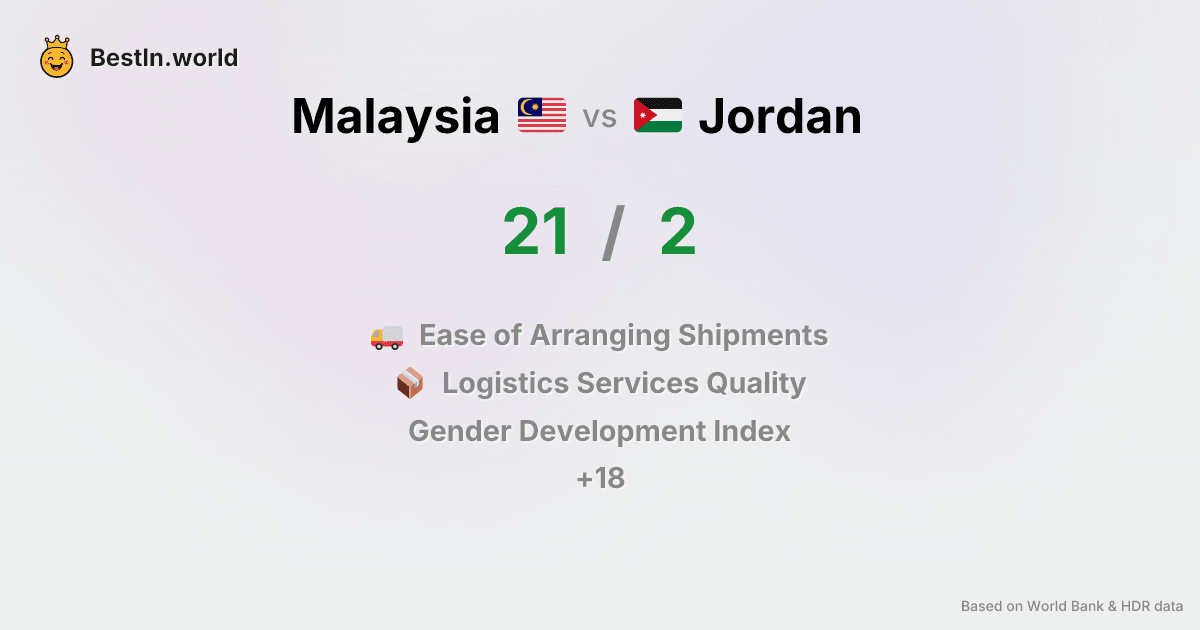 BestIn.world
Malaysia vs Jordan
21 / 2
Ease of Arranging Shipments
Logistics Services Quality
Gender Development Index
+18
Based on World Bank & HDR data